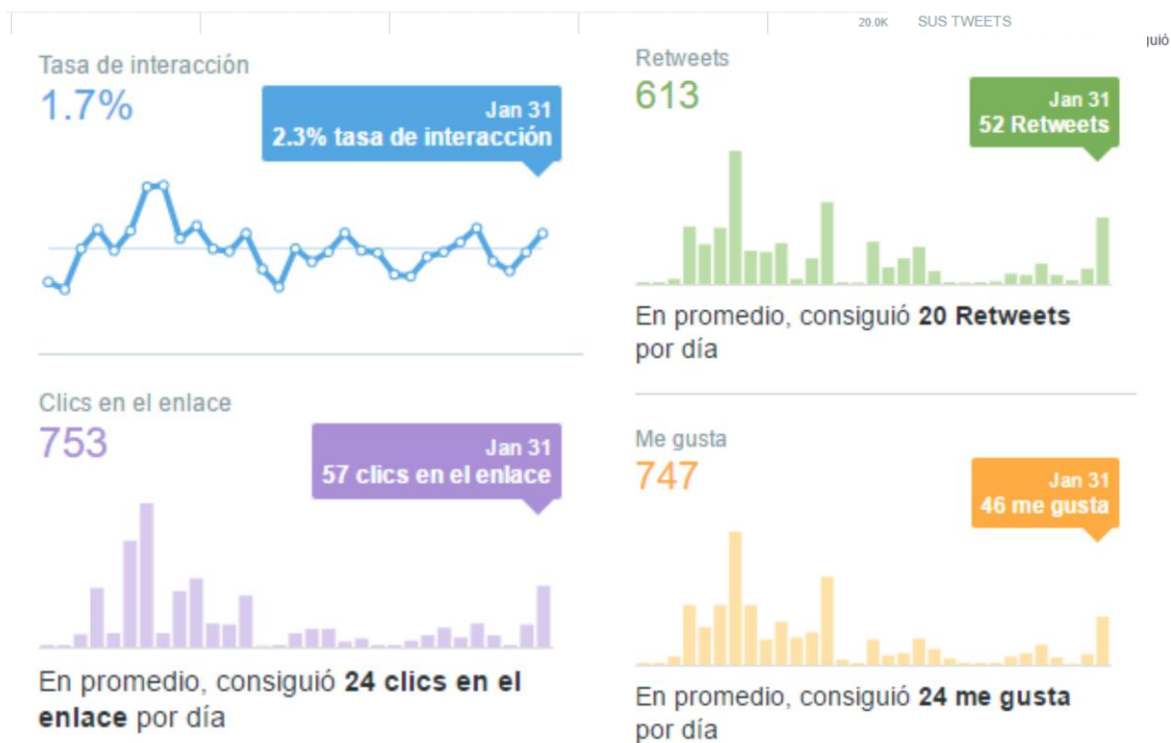 20.0K
SUS TWEETS
Tasa de interacción
1.7%
Jan 31
2.3% tasa de interacción
Clics en el enlace
753
Jan 31
57 clics en el enlace
En promedio, consiguió 24 clics en el
enlace por día
Retweets
613
Jan 31
52 Retweets
En promedio, consiguió 20 Retweets
por día
Me gusta
747
Jan 31
46 me gusta
En promedio, consiguió 24 me gusta
por día